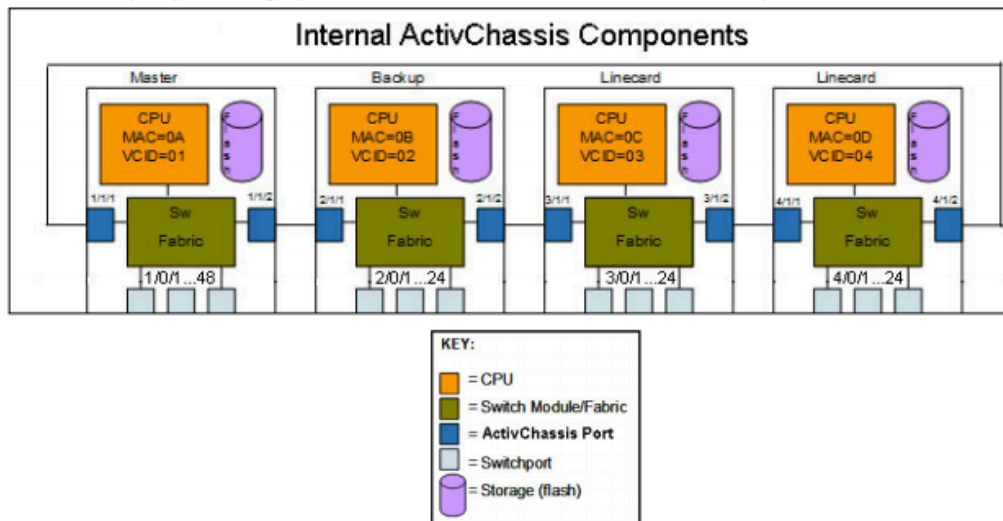 Internal ActivChassis Components
Master
Backup
Linecard
Linecard
CPU
MAC=0A
VCID=01
Flash
CPU
MAC=0B
VCID=02
Flash
CPU
MAC=0C
VCID=03
Flash
CPU
MAC=0D
VCID=04
Flash
1/1/1
1/1/2
2/1/1
2/1/2
3/1/1
3/1/2
4/1/1
4/1/2
Sw
Fabric
Sw
Fabric
Sw
Fabric
Sw
Fabric
1/0/1 ...48
2/0/1 ...24
3/0/1 ...24
4/0/1 ...24
KEY:
= CPU
= Switch Module/Fabric
= ActivChassis Port
= Switchport
= Storage (flash)